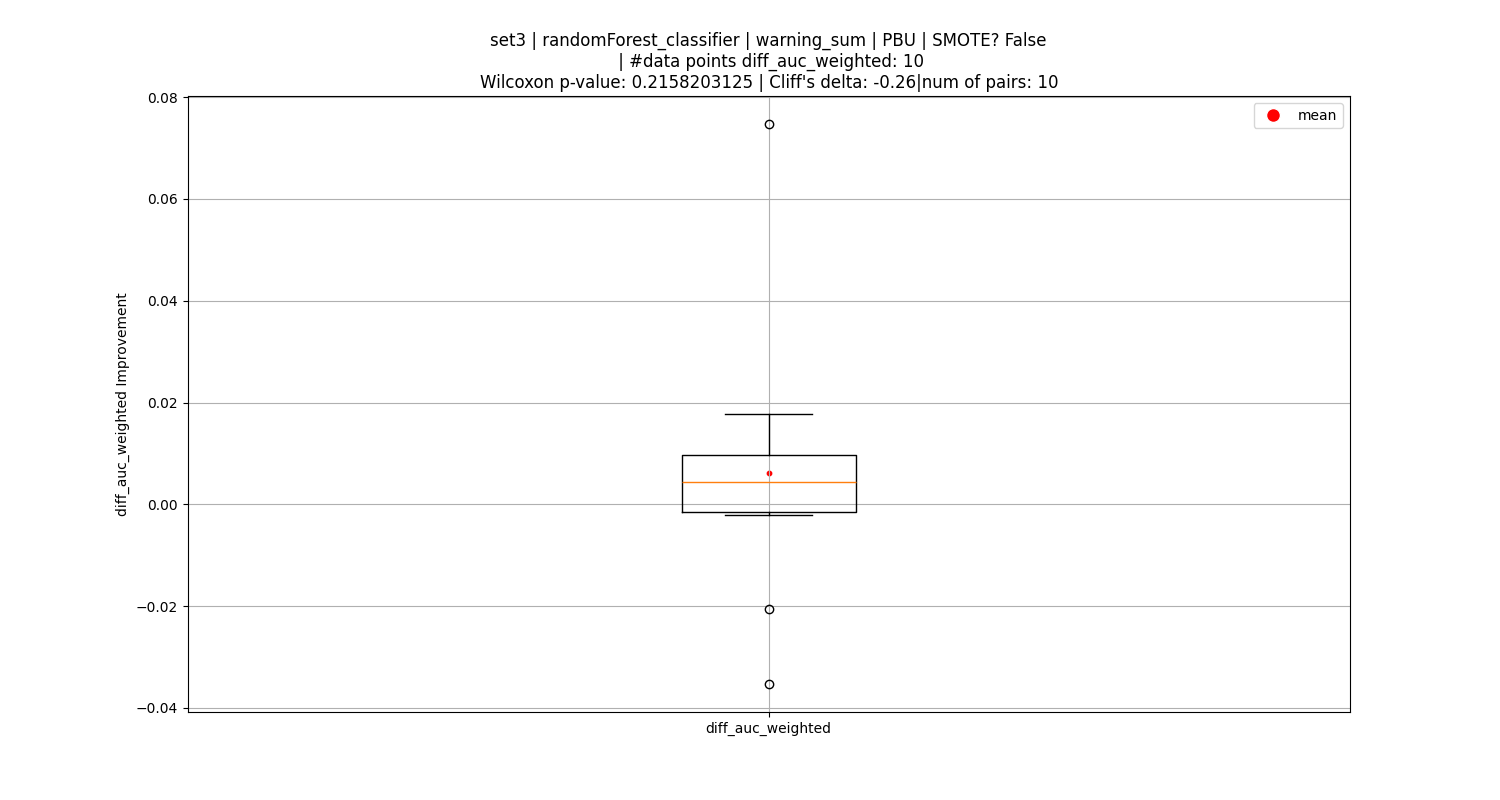 set3 | randomForest_classifier | warning_sum | PBU | SMOTE? False
| #data points diff_auc_weighted: 10
Wilcoxon p-value: 0.2158203125 | Cliff's delta: -0.26|num of pairs: 10
mean
0.08
0.06
0.04
0.02
0.00
−0.02
−0.04
diff_auc_weighted Improvement
diff_auc_weighted